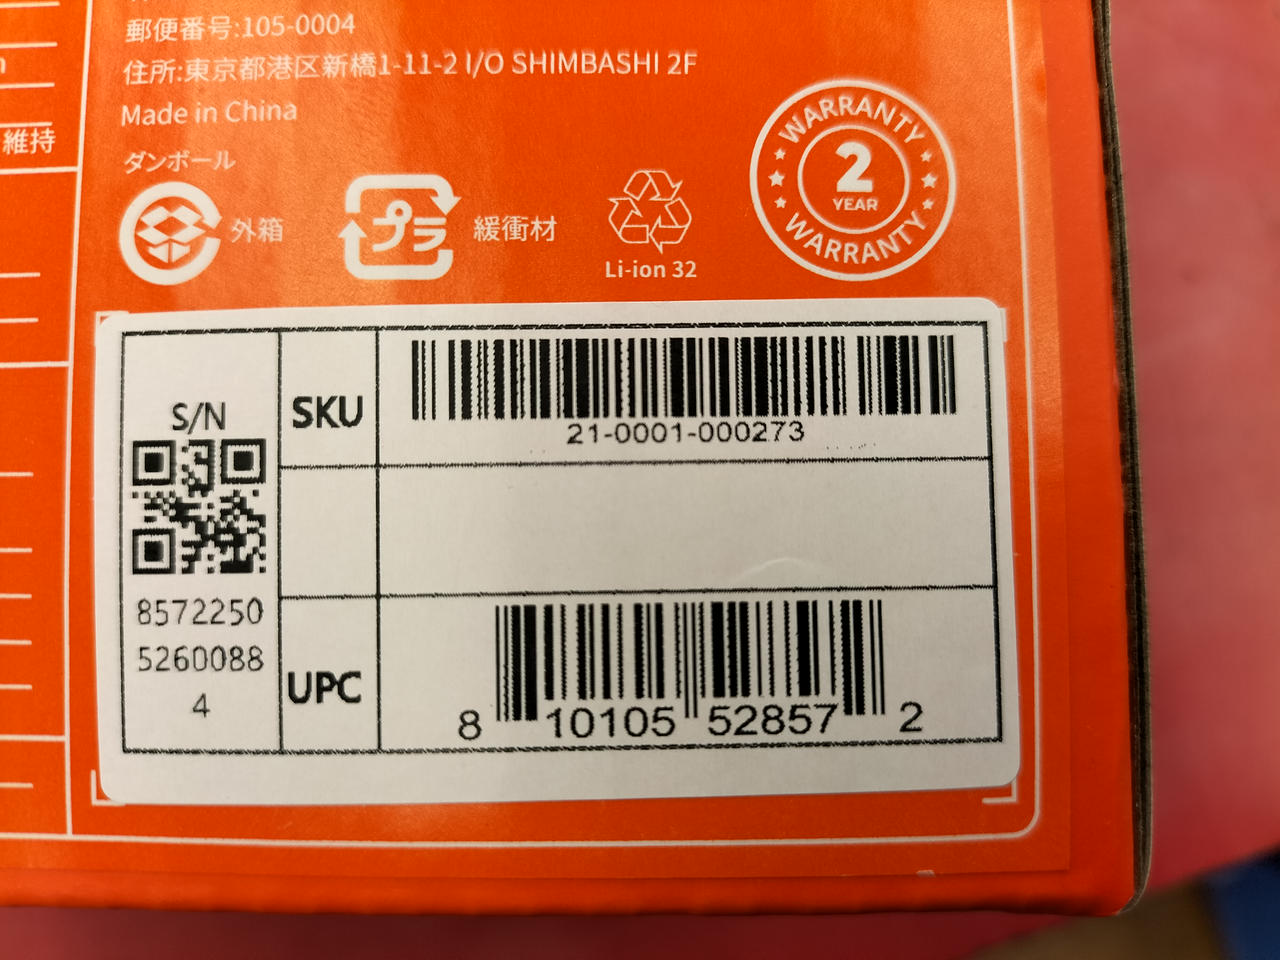 郵便番号:105-0004
住所:東京都港区新橋1-11-2 I/O SHIMBASHI 2F
Made in China
維持
ダンボール
外箱
プラ
緩衝材
Li-ion 32
WARRANTY
2
YEAR
WARRANTY
S/N
85722505
5260088
4
SKU
21-0001-000273
UPC
8 10105 52857 2